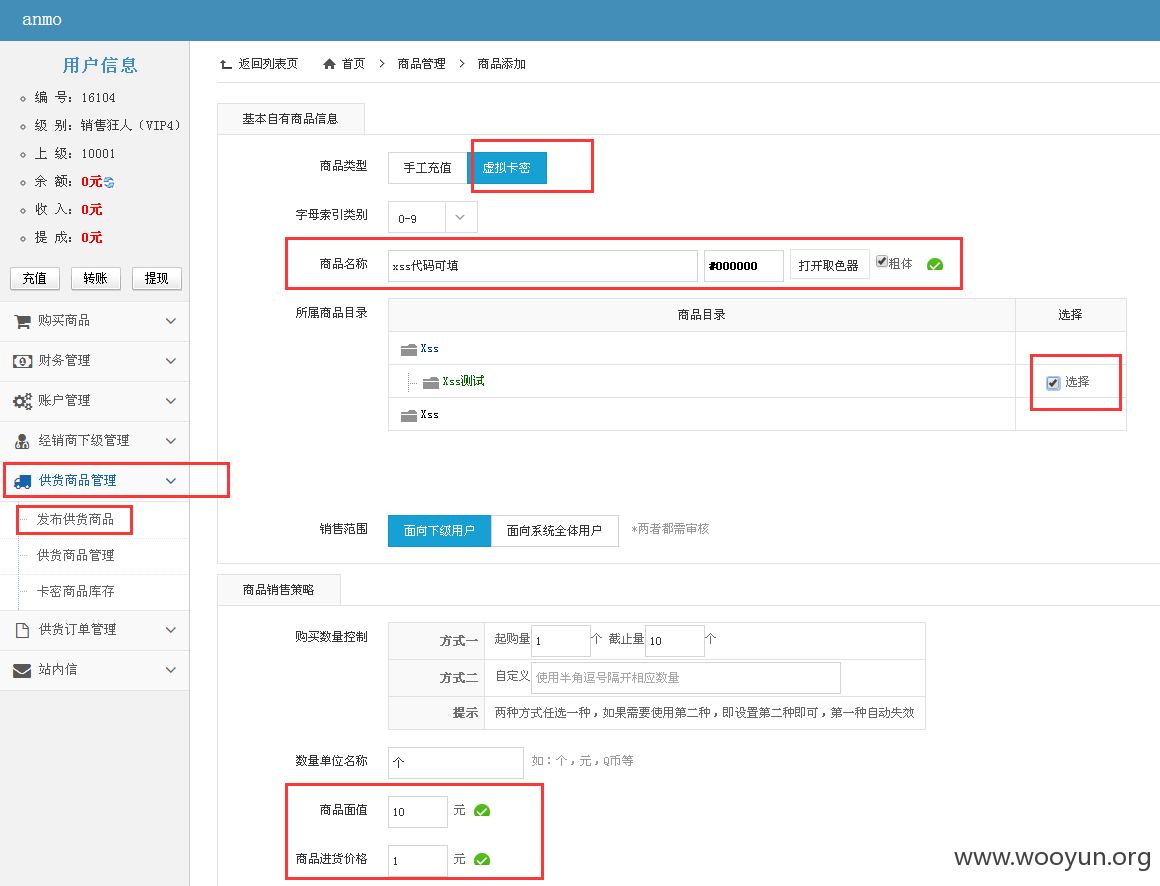 anmo
用户信息
编 号：16104
级 别：销售狂人（VIP4）
上 级：10001
余 额：0元
收 入：0元
提 成：0元
充值 转账 提现
购买商品
财务管理
账户管理
经销商下级管理
供货商品管理
发布供货商品
供货商品管理
卡密商品库存
供货订单管理
站内信
返回列表页 首页 > 商品管理 > 商品添加
基本自有商品信息
商品类型 手工充值 虚拟卡密
字母索引类别 0-9
商品名称 xss代码可填 #000000 打开取色器 粗体
所属商品目录 商品目录 选择
Xss
Xss测试 选择
Xss
销售范围 面向下级用户 面向系统全体用户 *两者都需审核
商品销售策略
购买数量控制 方式一 起购量 1 个 截止量 10 个
方式二 自定义 使用半角逗号隔开相应数量
提示 两种方式任选一种，如果需要使用第二种，即设置第二种即可，第一种自动失效
数量单位名称 个 如：个，元，Q币等
商品面值 10 元
商品进货价格 1 元
www.wooyun.org